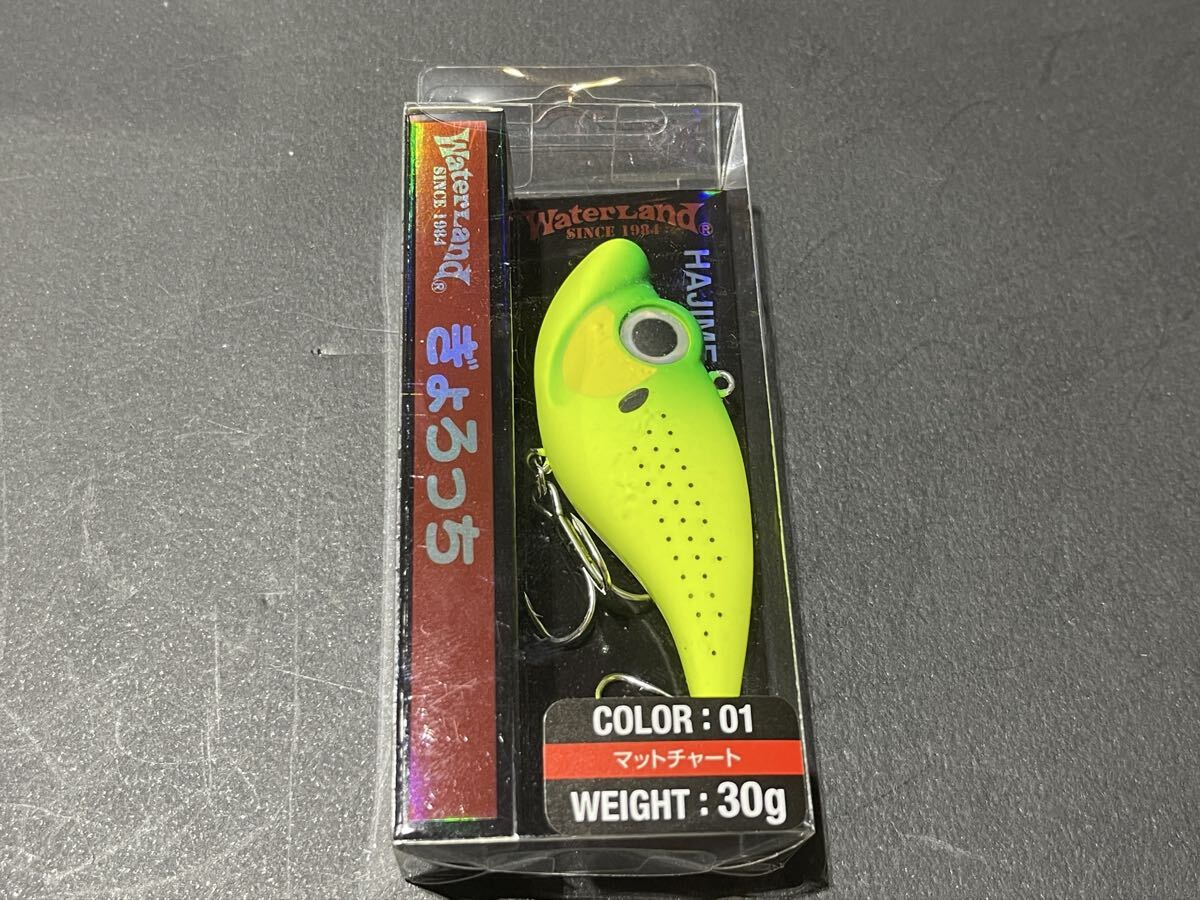 WaterLand®
SINCE 1984
ぎょろっち
WaterLand®
SINCE 1984
HAJIME
COLOR : 01
マットチャート
WEIGHT : 30g